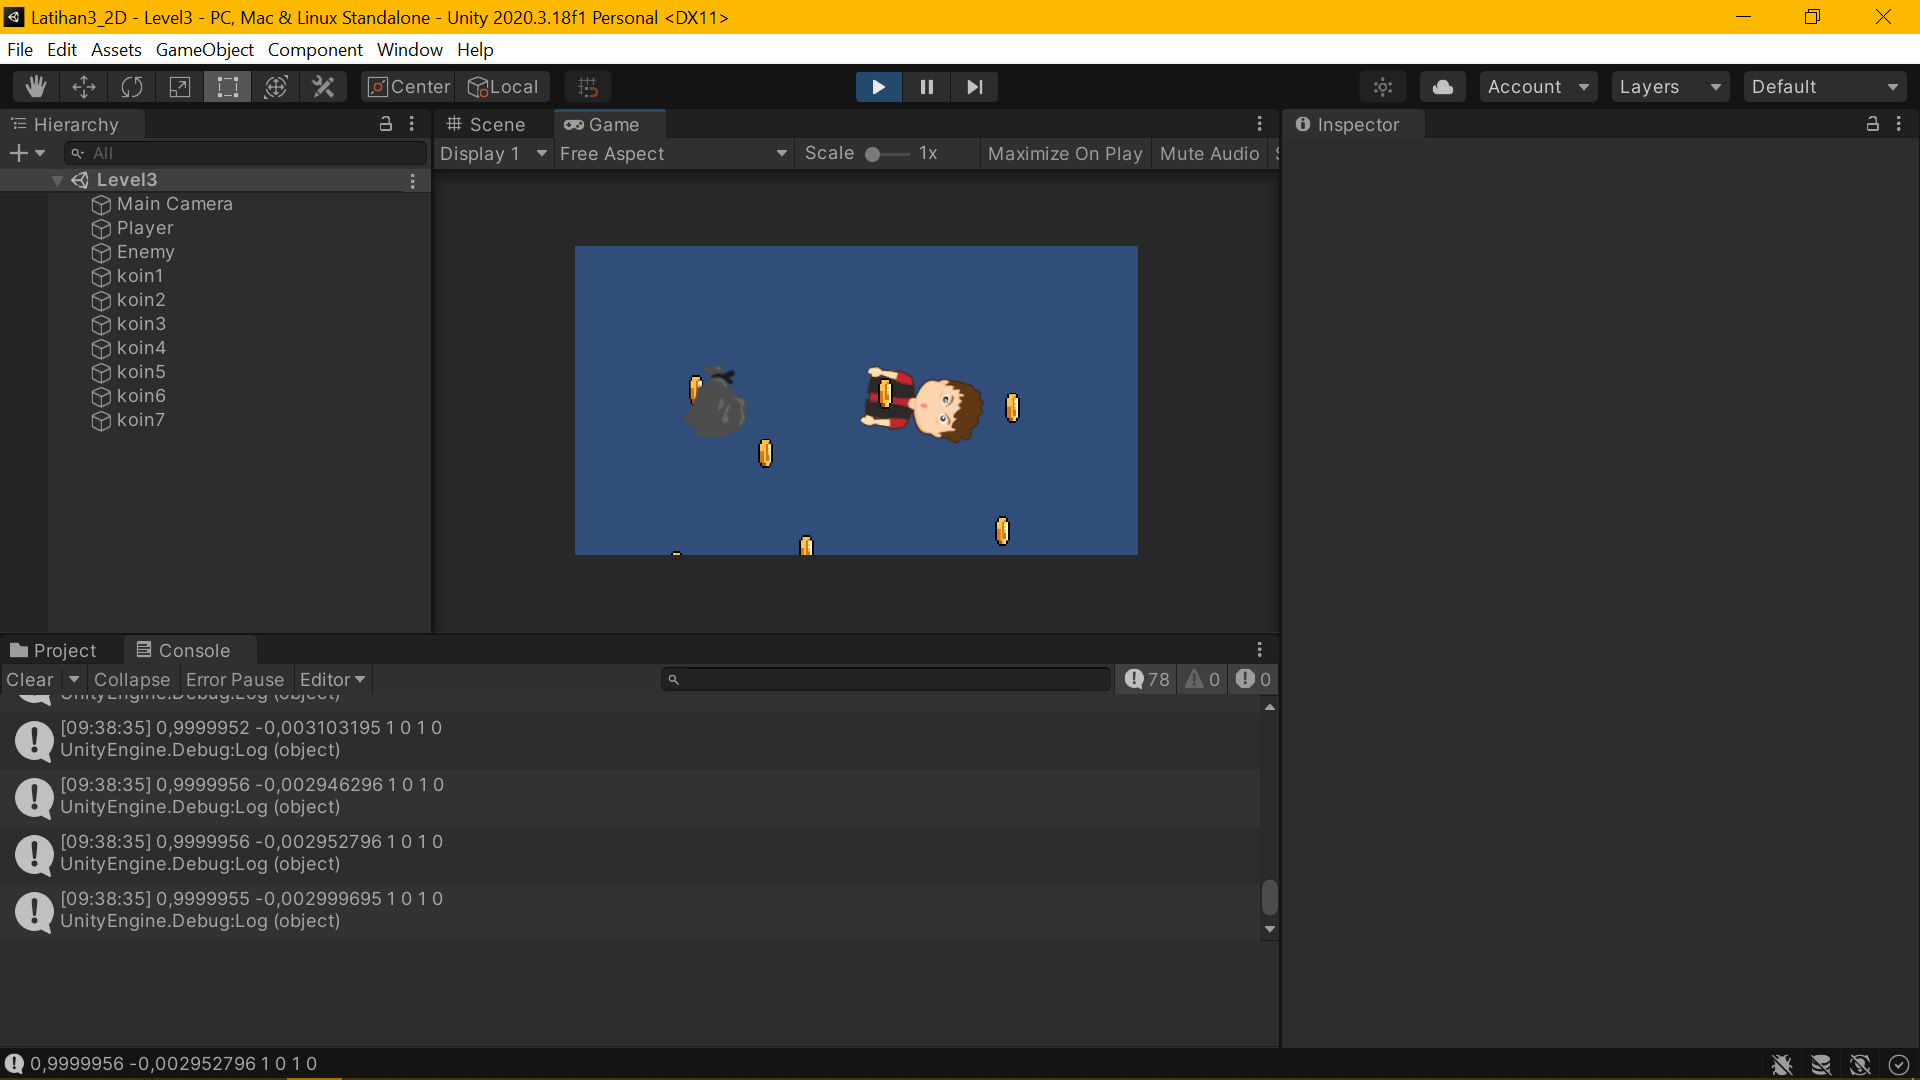 Latihan3_2D - Level3 - PC, Mac & Linux Standalone - Unity 2020.3.18f1 Personal <DX11>
File Edit Assets GameObject Component Window Help
Center Local Account Layers Default
Hierarchy
All
Level3
Main Camera
Player
Enemy
koin1
koin2
koin3
koin4
koin5
koin6
koin7
Scene Game
Display 1 Free Aspect Scale 1x Maximize On Play Mute Audio S
Inspector
Project Console
Clear Collapse Error Pause Editor 78 0 0
UnityEngine.Debug:Log (object)
[09:38:35] 0,9999952 -0,003103195 1 0 1 0
UnityEngine.Debug:Log (object)
[09:38:35] 0,9999956 -0,002946296 1 0 1 0
UnityEngine.Debug:Log (object)
[09:38:35] 0,9999956 -0,002952796 1 0 1 0
UnityEngine.Debug:Log (object)
[09:38:35] 0,9999955 -0,002999695 1 0 1 0
UnityEngine.Debug:Log (object)
0,9999956 -0,002952796 1 0 1 0